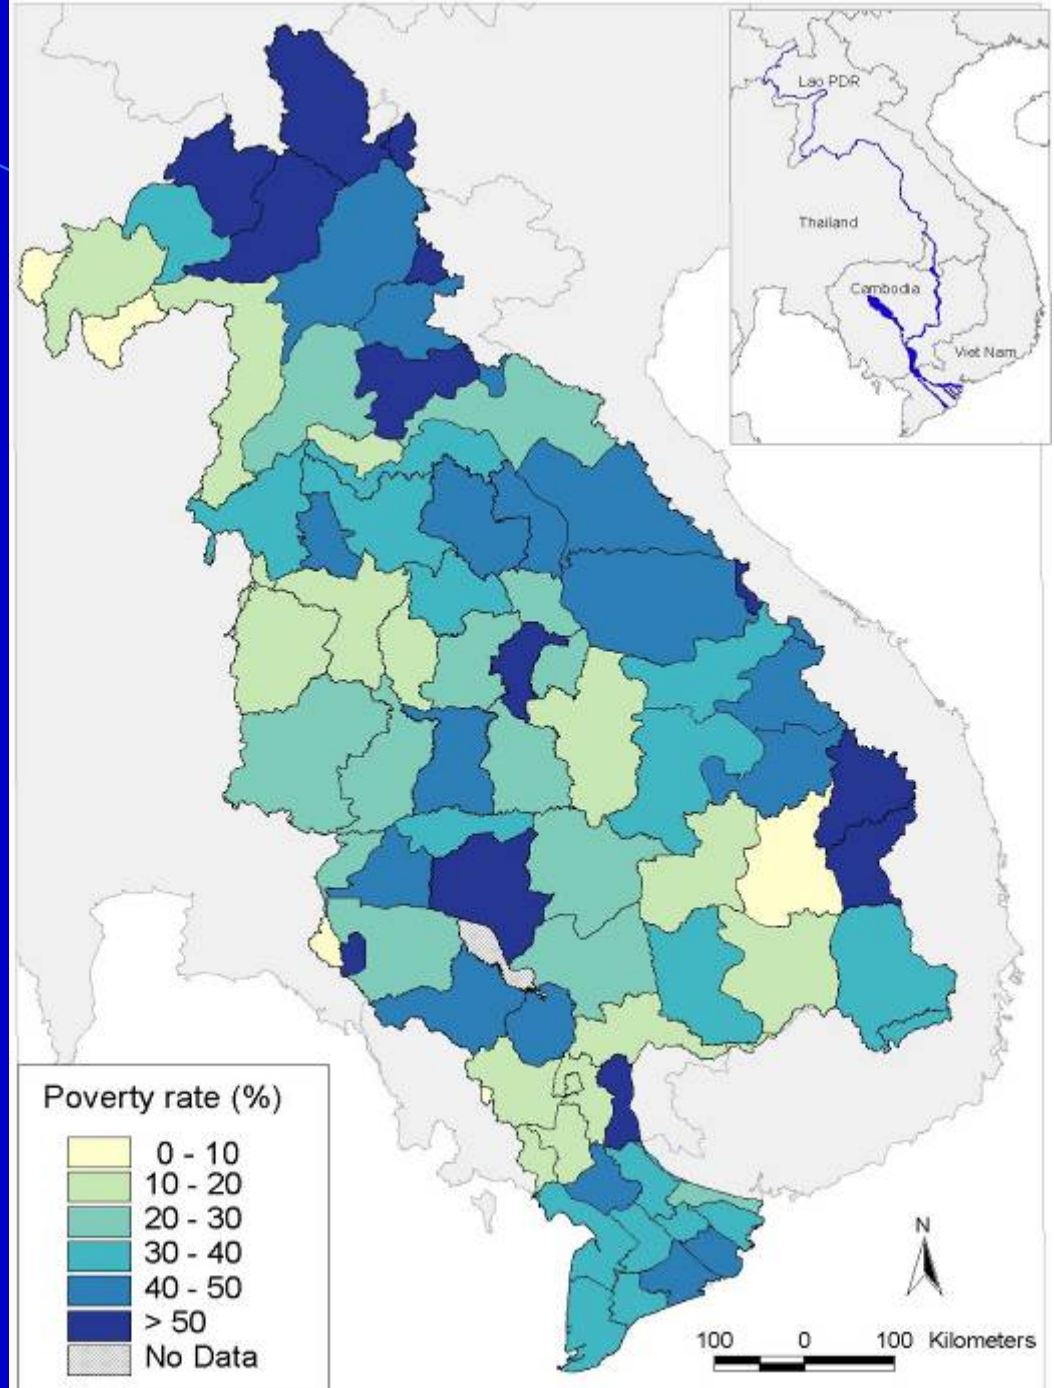 Lao PDR
Thailand
Cambodia
Viet Nam
Poverty rate (%)
0 - 10
10 - 20
20 - 30
30 - 40
40 - 50
> 50
No Data
N
100 0 100 Kilometers